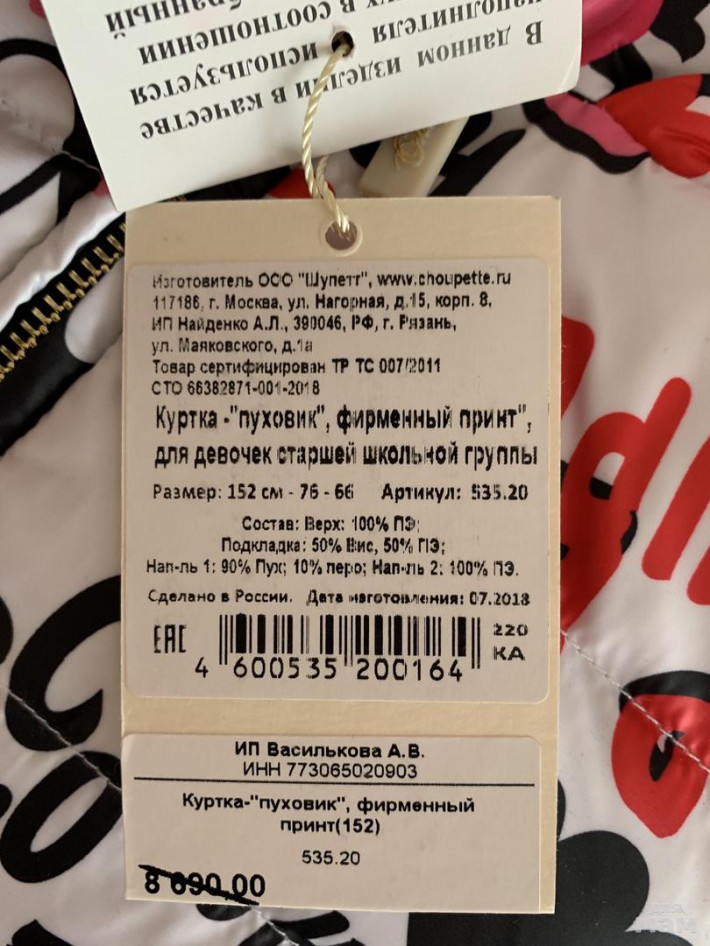 В данном изделии в качестве
наполнителя используется
в соотношении
Изготовитель ООО "Шупетт", www.choupette.ru
117186, г. Москва, ул. Нагорная, д.15, корп. 8,
ИП Найденко А.Л., 390046, РФ, г. Рязань,
ул. Маяковского, д.1а
Товар сертифицирован ТР ТС 007/2011
СТО 66382871-001-2018
Куртка -"пуховик", фирменный принт",
для девочек старшей школьной группы
Размер: 152 см - 76 - 66 Артикул: 535.20
Состав: Верх: 100% ПЭ;
Подкладка: 50% Вис, 50% ПЭ;
Нап-ль 1: 90% Пух; 10% перо; Нап-ль 2: 100% ПЭ.
Сделано в России. Дата изготовления: 07.2018
ЕАС
220
КА
4 600535 200164
ИП Василькова А.В.
ИНН 773065020903
Куртка-"пуховик", фирменный
принт(152)
535.20
8 690,00